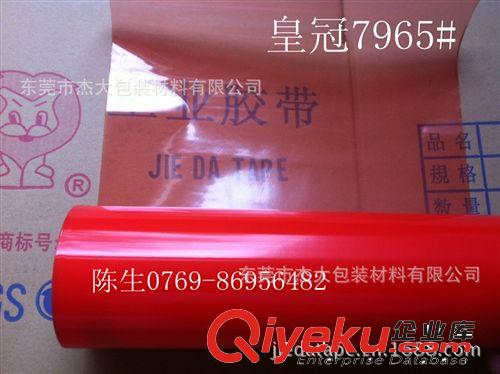 皇冠7965#
东莞市杰大包装材料有限公司
工业胶带
JIE DA TAPE
品名
规格
数量
®
商标号
CS
东莞市杰大包装材料有限公司
陈生0769-86956482
企业库
Qiyeku.com